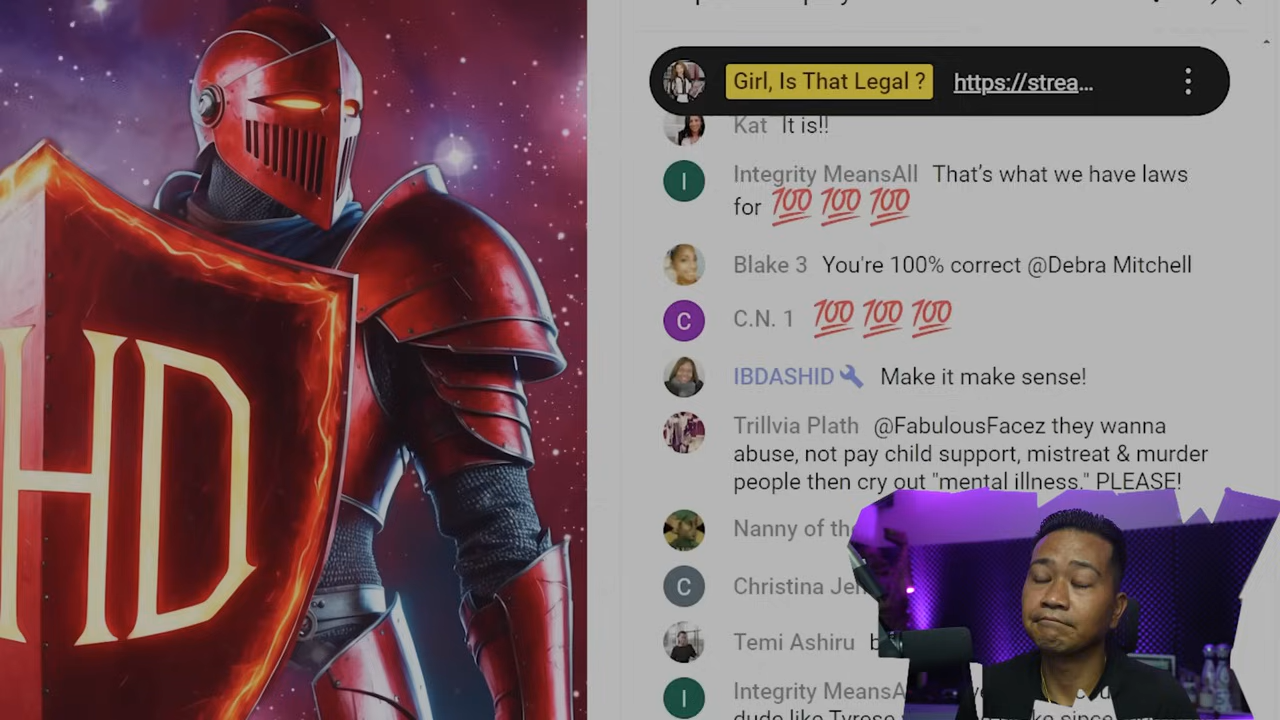 HD
Girl, Is That Legal ? https://strea...
Kat It is!!
Integrity MeansAll That's what we have laws
for 💯 💯 💯
Blake 3 You're 100% correct @Debra Mitchell
C C.N. 1 💯 💯 💯
IBDASHID Make it make sense!
Trillvia Plath @FabulousFacez they wanna
abuse, not pay child support, mistreat & murder
people then cry out "mental illness." PLEASE!
Nanny of
C Christina
Temi Ashiru
I Integrity
dude like Tyrese since